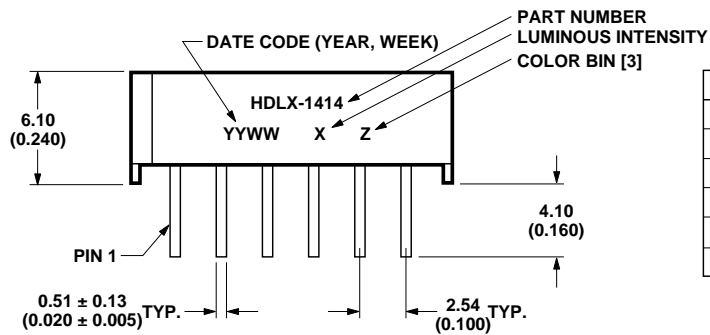 PART NUMBER
LUMINOUS INTENSITY
DATE CODE (YEAR, WEEK)
COLOR BIN [3]
HDLX-1414
YYWW X Z
6.10
(0.240)
4.10
(0.160)
PIN 1
0.51 ± 0.13
(0.020 ± 0.005) TYP.
2.54
(0.100) TYP.